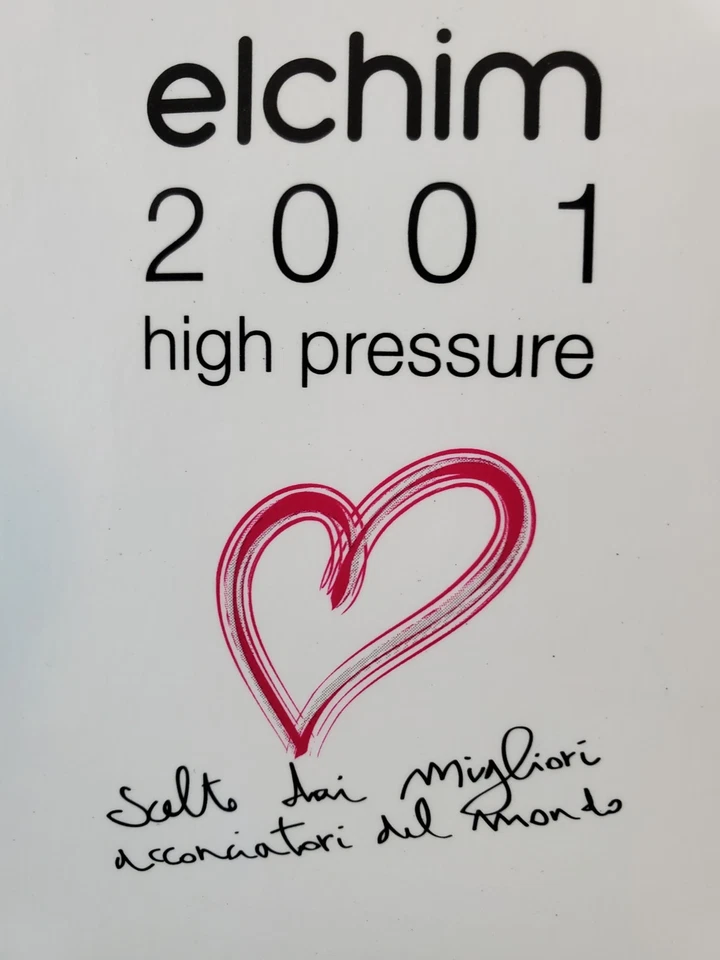 elchim
2001
high pressure
Scelto dai migliori
acconciatori del mondo